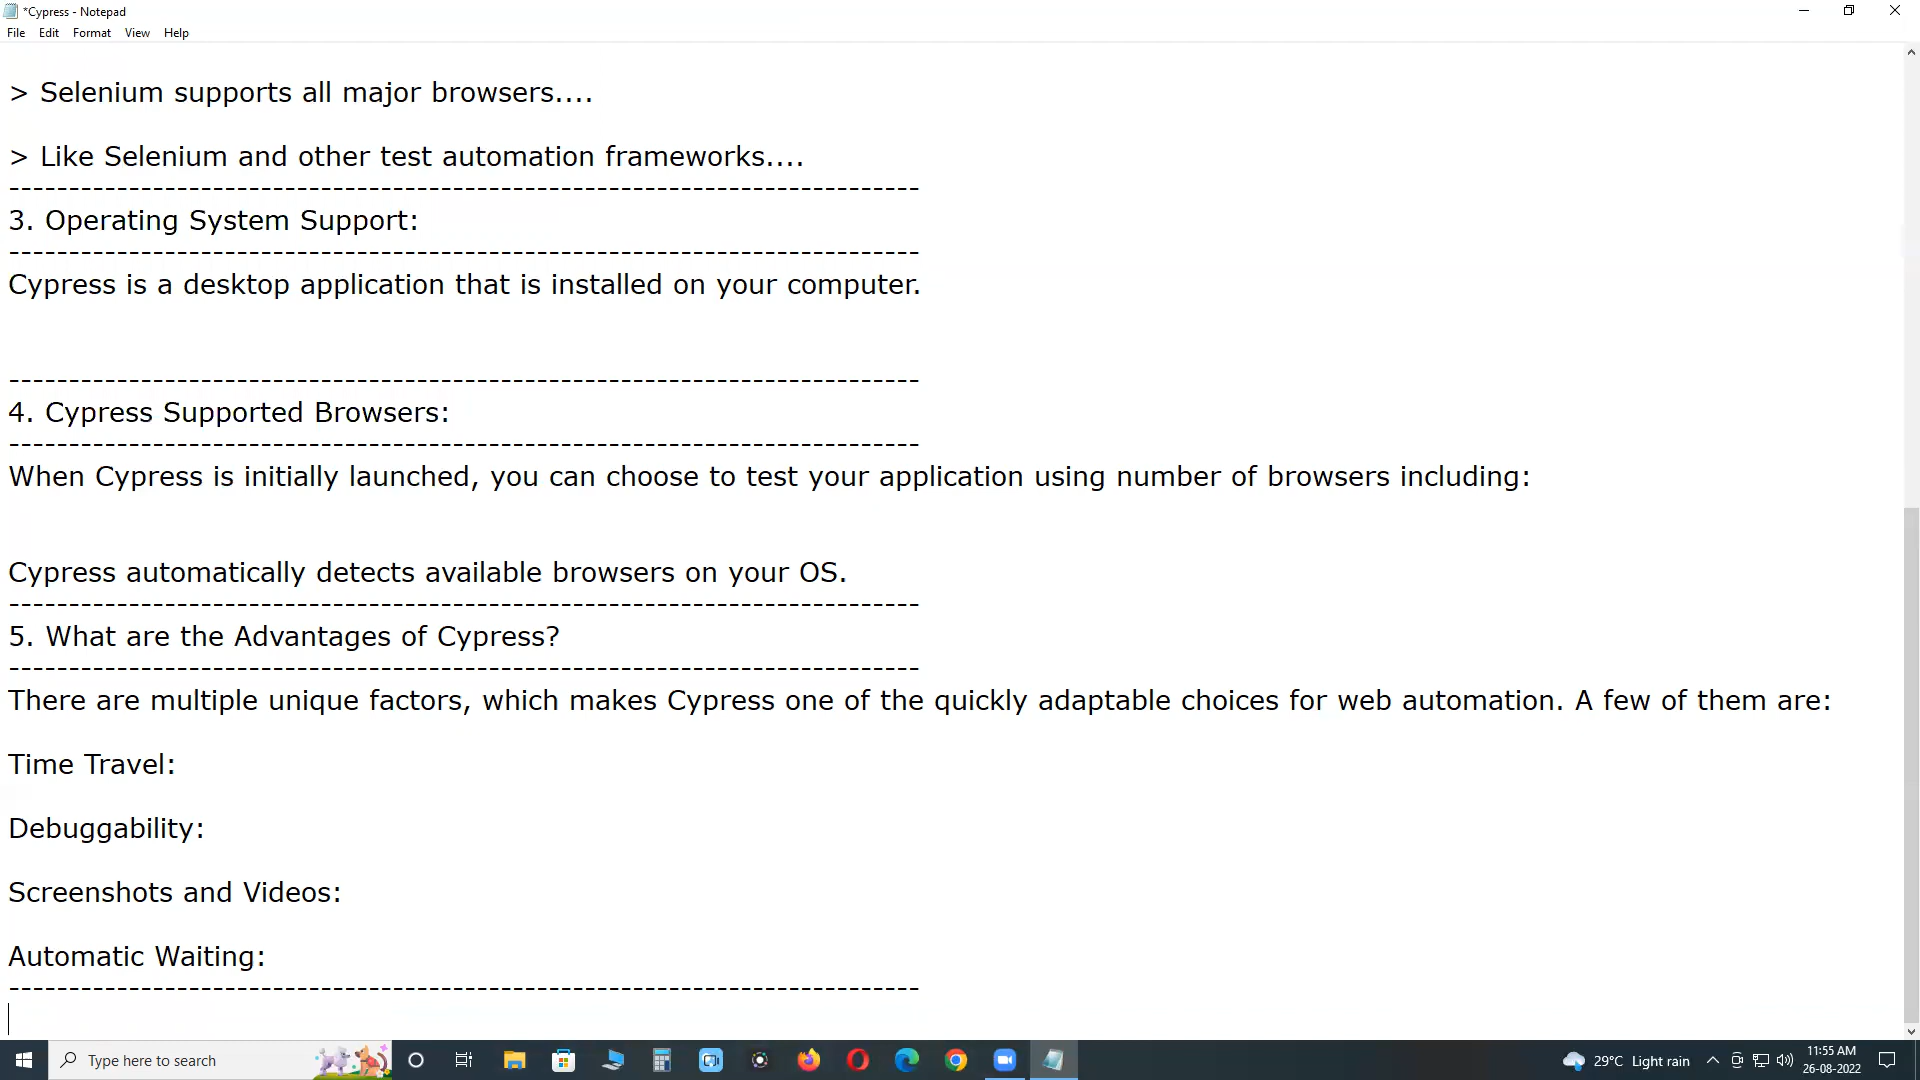 *Cypress - Notepad
File Edit Format View Help
> Selenium supports all major browsers....
> Like Selenium and other test automation frameworks....
----------------------------------------------------------------------------
3. Operating System Support:
----------------------------------------------------------------------------
Cypress is a desktop application that is installed on your computer.
----------------------------------------------------------------------------
4. Cypress Supported Browsers:
----------------------------------------------------------------------------
When Cypress is initially launched, you can choose to test your application using number of browsers including:
Cypress automatically detects available browsers on your OS.
----------------------------------------------------------------------------
5. What are the Advantages of Cypress?
----------------------------------------------------------------------------
There are multiple unique factors, which makes Cypress one of the quickly adaptable choices for web automation. A few of them are:
Time Travel:
Debuggability:
Screenshots and Videos:
Automatic Waiting:
----------------------------------------------------------------------------
Type here to search
29°C Light rain
11:55 AM
26-08-2022